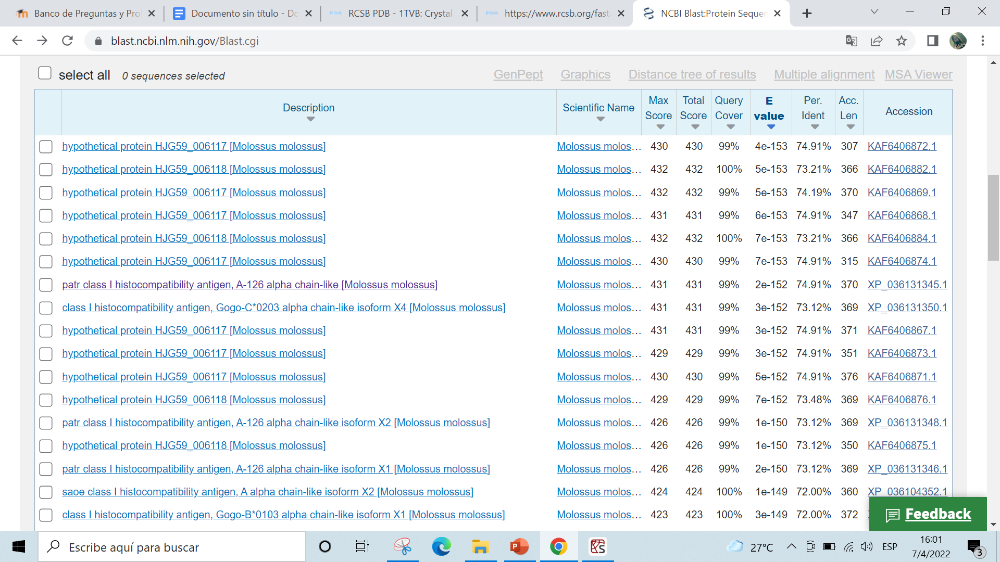 Banco de Preguntas y Pro
Documento sin título - Do
RCSB PDB - 1TVB: Crystal
https://www.rcsb.org/fast
NCBI Blast:Protein Sequen
blast.ncbi.nlm.nih.gov/Blast.cgi
select all 0 sequences selected GenPept Graphics Distance tree of results Multiple alignment MSA Viewer
Description Scientific Name Max Score Total Score Query Cover E value Per. Ident Acc. Len Accession
hypothetical protein HJG59_006117 [Molossus molossus] Molossus molos... 430 430 99% 4e-153 74.91% 307 KAF6406872.1
hypothetical protein HJG59_006118 [Molossus molossus] Molossus molos... 432 432 100% 5e-153 73.21% 366 KAF6406882.1
hypothetical protein HJG59_006117 [Molossus molossus] Molossus molos... 432 432 99% 5e-153 74.19% 370 KAF6406869.1
hypothetical protein HJG59_006117 [Molossus molossus] Molossus molos... 431 431 99% 6e-153 74.91% 347 KAF6406868.1
hypothetical protein HJG59_006118 [Molossus molossus] Molossus molos... 432 432 100% 7e-153 73.21% 366 KAF6406884.1
hypothetical protein HJG59_006117 [Molossus molossus] Molossus molos... 430 430 99% 7e-153 74.91% 315 KAF6406874.1
patr class I histocompatibility antigen, A-126 alpha chain-like [Molossus molossus] Molossus molos... 431 431 99% 2e-152 74.91% 370 XP_036131345.1
class I histocompatibility antigen, Gogo-C*0203 alpha chain-like isoform X4 [Molossus molossus] Molossus molos... 431 431 99% 3e-152 73.12% 369 XP_036131350.1
hypothetical protein HJG59_006117 [Molossus molossus] Molossus molos... 431 431 99% 3e-152 74.91% 371 KAF6406867.1
hypothetical protein HJG59_006117 [Molossus molossus] Molossus molos... 429 429 99% 3e-152 74.91% 351 KAF6406873.1
hypothetical protein HJG59_006117 [Molossus molossus] Molossus molos... 430 430 99% 5e-152 74.91% 376 KAF6406871.1
hypothetical protein HJG59_006118 [Molossus molossus] Molossus molos... 429 429 99% 7e-152 73.48% 369 KAF6406876.1
patr class I histocompatibility antigen, A-126 alpha chain-like isoform X2 [Molossus molossus] Molossus molos... 426 426 99% 1e-150 73.12% 369 XP_036131348.1
hypothetical protein HJG59_006118 [Molossus molossus] Molossus molos... 426 426 99% 1e-150 73.12% 350 KAF6406875.1
patr class I histocompatibility antigen, A-126 alpha chain-like isoform X1 [Molossus molossus] Molossus molos... 426 426 99% 2e-150 73.12% 369 XP_036131346.1
saoe class I histocompatibility antigen, A alpha chain-like isoform X2 [Molossus molossus] Molossus molos... 424 424 100% 1e-149 72.00% 360 XP_036104352.1
class I histocompatibility antigen, Gogo-B*0103 alpha chain-like isoform X1 [Molossus molossus] Molossus molos... 423 423 100% 3e-149 72.00% 372
Feedback
Escribe aquí para buscar
27°C ESP 16:01
7/4/2022 3